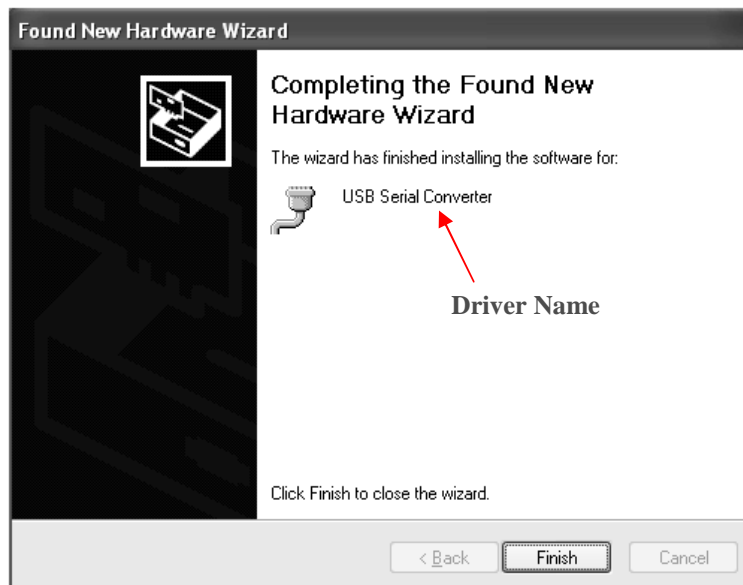 Found New Hardware Wizard
Completing the Found New
Hardware Wizard
The wizard has finished installing the software for:
USB Serial Converter
Driver Name
Click Finish to close the wizard.
< Back
Finish
Cancel